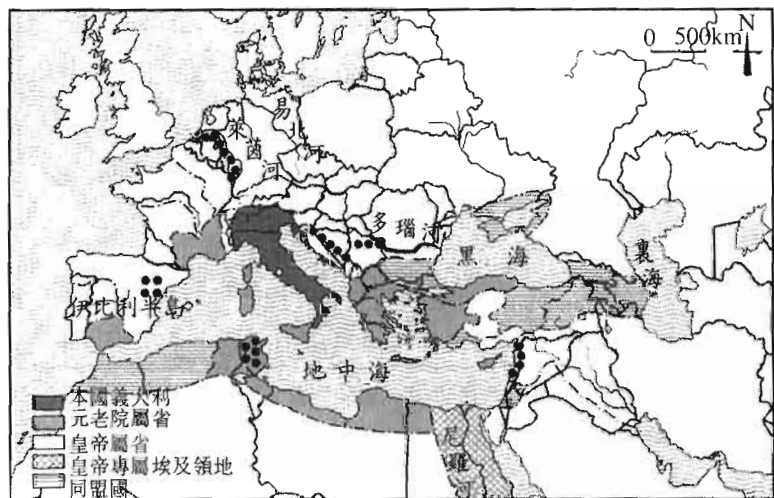 N
0 500km
易北河
萊茵河
多瑙河
黑海
裏海
伊比利半島
地中海
尼羅河
本國義大利
元老院屬省
皇帝屬省
皇帝專屬埃及領地
同盟國